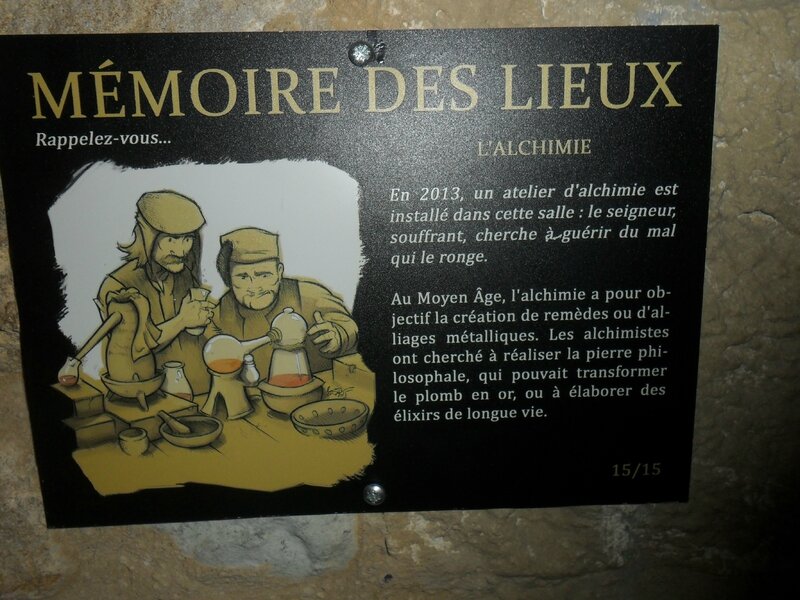 MÉMOIRE DES LIEUX
Rappelez-vous...
L'ALCHIMIE
En 2013, un atelier d'alchimie est
installé dans cette salle : le seigneur,
souffrant, cherche à guérir du mal
qui le ronge.
Au Moyen Âge, l'alchimie a pour ob-
jectif la création de remèdes ou d'al-
liages métalliques. Les alchimistes
ont cherché à réaliser la pierre phi-
losophale, qui pouvait transformer
le plomb en or, ou à élaborer des
élixirs de longue vie.
15/15